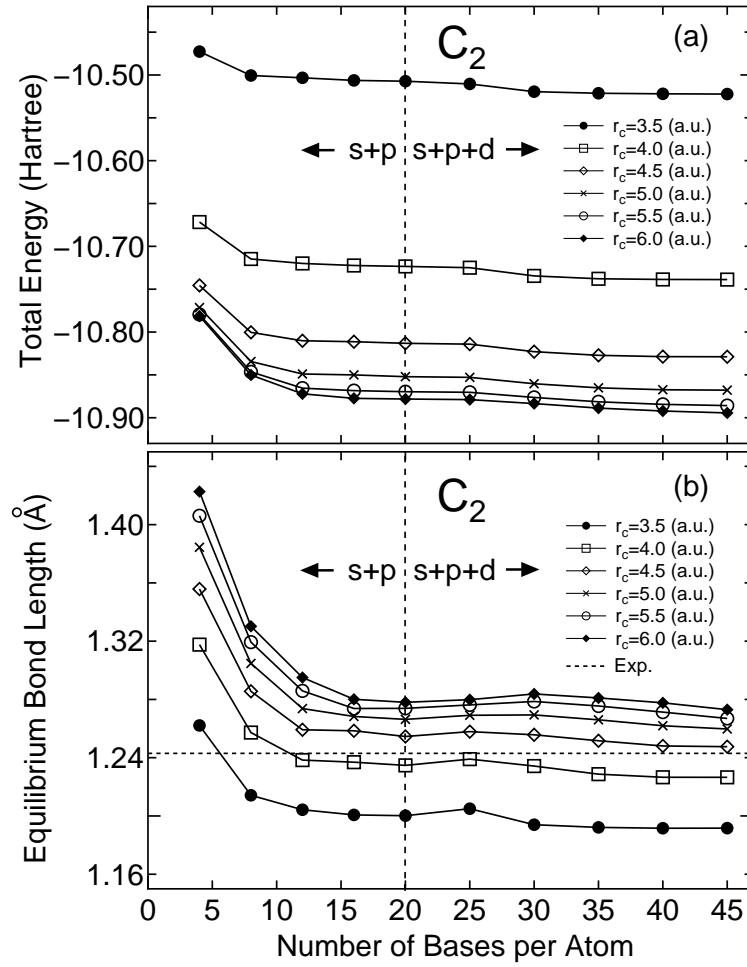 C2
(a)
−10.50
−10.60
−10.70
−10.80
−10.90
Total Energy (Hartree)
s+p
s+p+d
rc=3.5 (a.u.)
rc=4.0 (a.u.)
rc=4.5 (a.u.)
rc=5.0 (a.u.)
rc=5.5 (a.u.)
rc=6.0 (a.u.)
C2
(b)
1.40
1.32
1.24
1.16
Equilibrium Bond Length (Å)
s+p
s+p+d
rc=3.5 (a.u.)
rc=4.0 (a.u.)
rc=4.5 (a.u.)
rc=5.0 (a.u.)
rc=5.5 (a.u.)
rc=6.0 (a.u.)
Exp.
0 5 10 15 20 25 30 35 40 45
Number of Bases per Atom